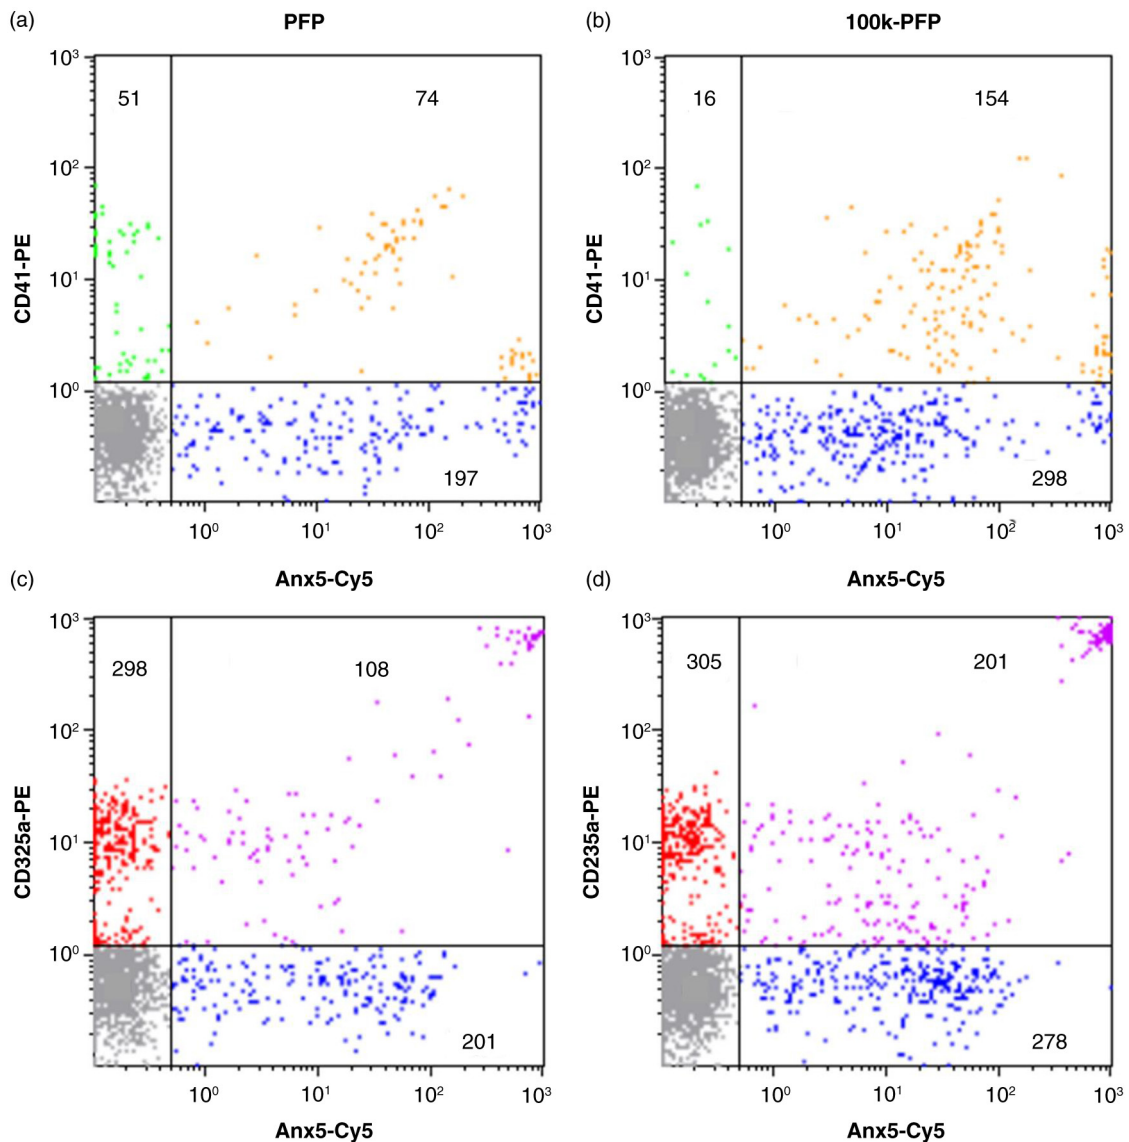 (a) PFP
10³
51 74
10²
CD41-PE
10¹
10⁰
197
10⁰ 10¹ 10² 10³
Anx5-Cy5
(b) 100k-PFP
10³
16 154
10²
CD41-PE
10¹
10⁰
298
10⁰ 10¹ 10² 10³
Anx5-Cy5
(c)
10³
298 108
10²
CD325a-PE
10¹
10⁰
201
10⁰ 10¹ 10² 10³
Anx5-Cy5
(d)
10³
305 201
10²
CD235a-PE
10¹
10⁰
278
10⁰ 10¹ 10² 10³
Anx5-Cy5